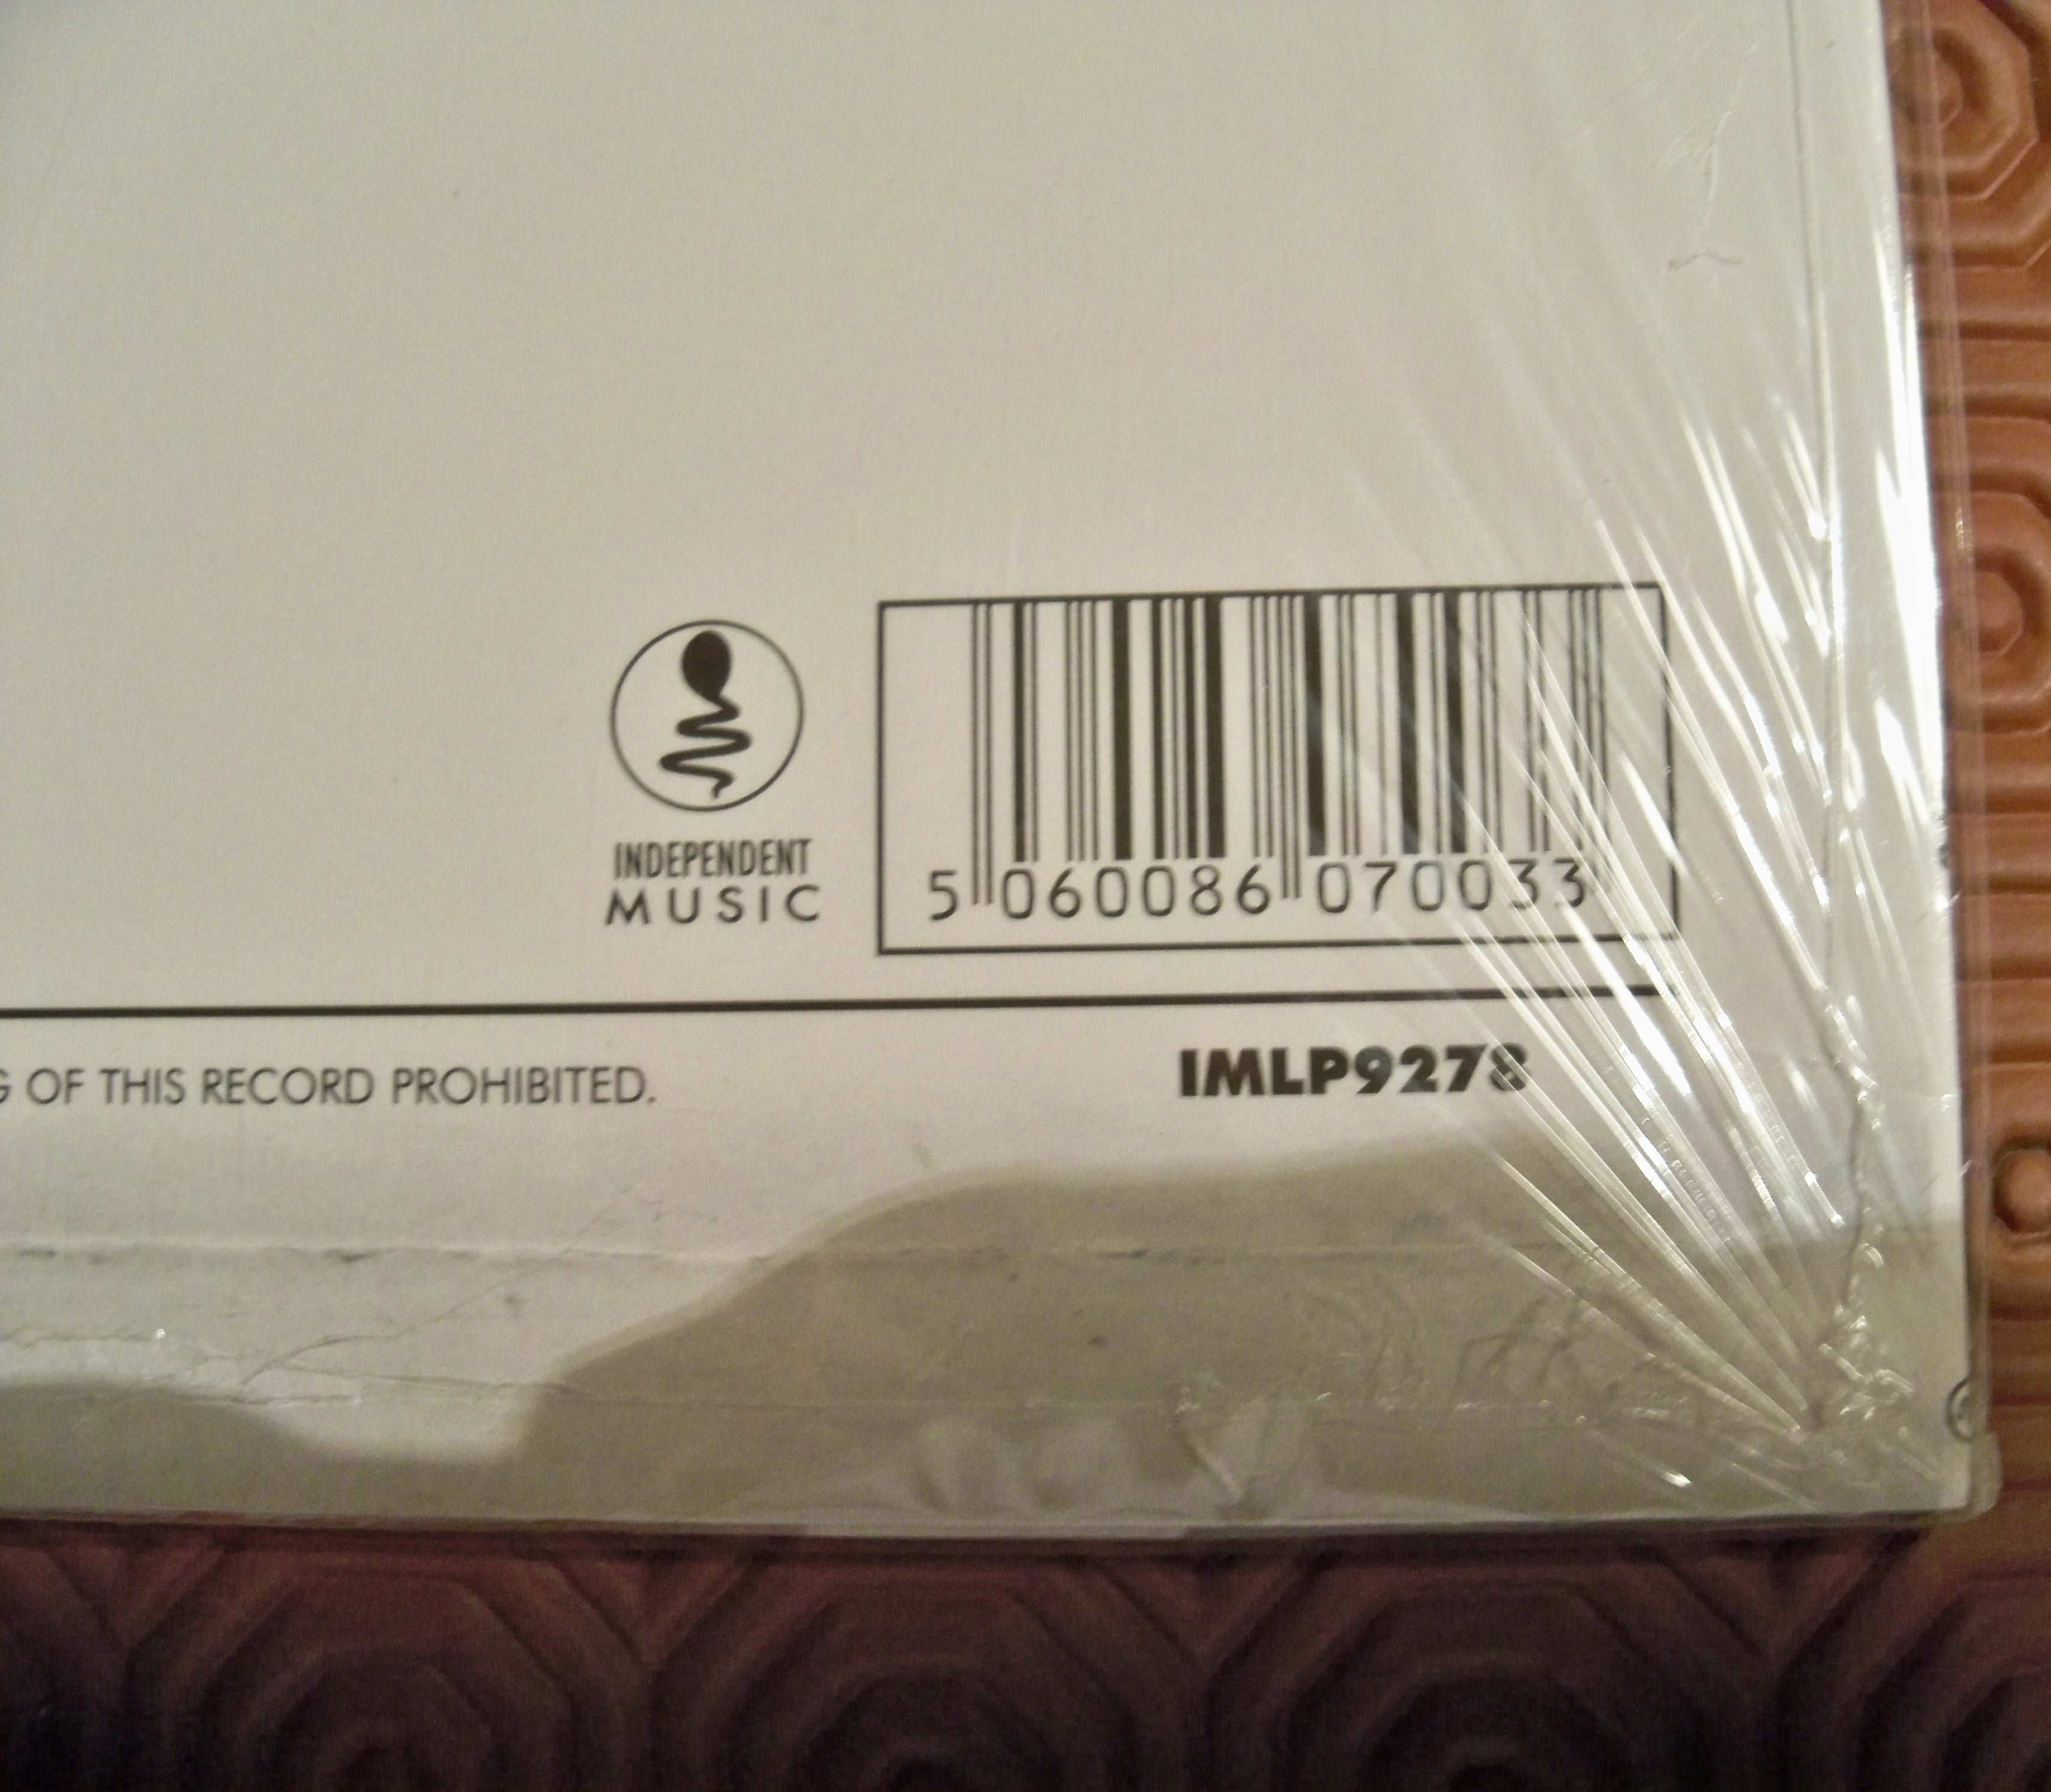 INDEPENDENT
MUSIC
5 060086 070033
G OF THIS RECORD PROHIBITED.
IMLP9278